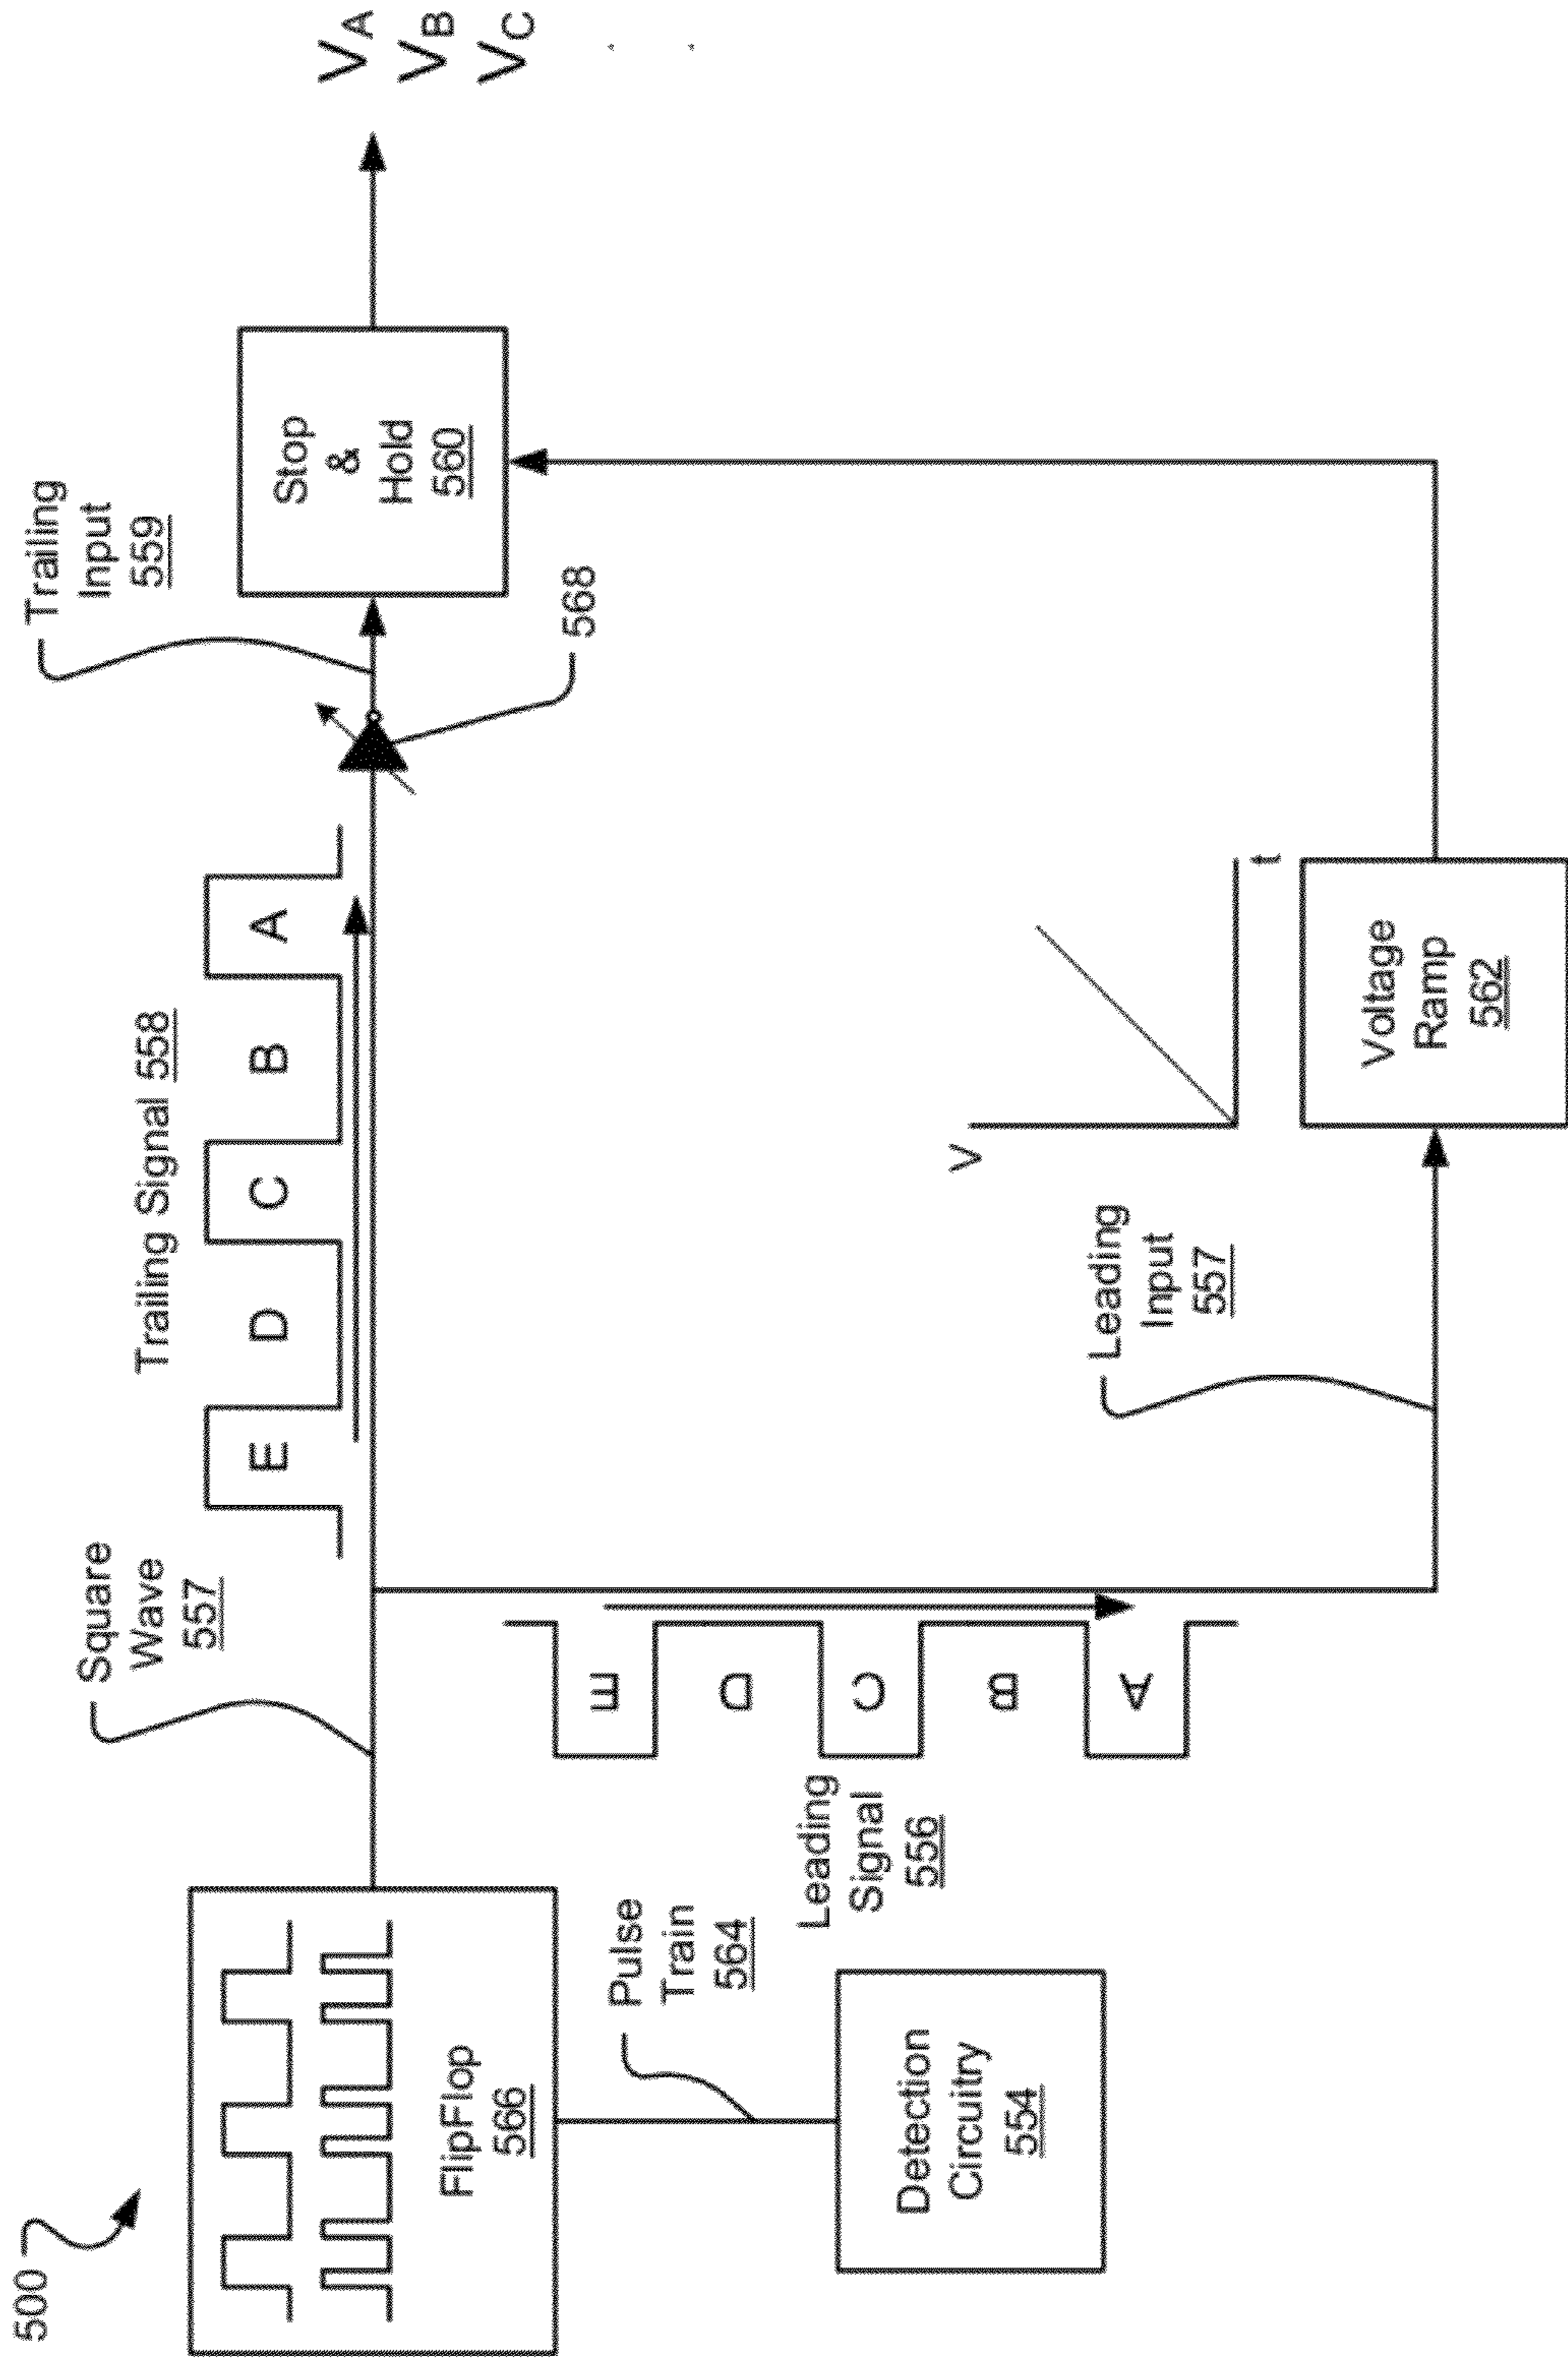 500
FlipFlop
566
Detection
Circuitry
554
Pulse
Train
564
Square
Wave
557
Leading
Signal
556
E D C B A
Trailing Signal 558
E D C B A
Leading
Input
557
V
t
Voltage
Ramp
562
568
Trailing
Input
559
Stop
&
Hold
560
VA
VB
VC
.
.